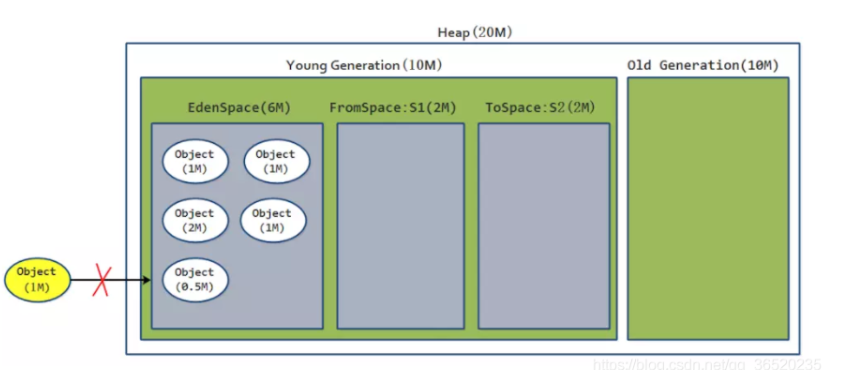 Heap(20M)
Young Generation(10M)
Old Generation(10M)
EdenSpace(6M)
FromSpace:S1(2M)
ToSpace:S2(2M)
Object
(1M)
Object
(1M)
Object
(2M)
Object
(1M)
Object
(1M)
Object
(0.5M)
https://blog.csdn.net/qq_36520235